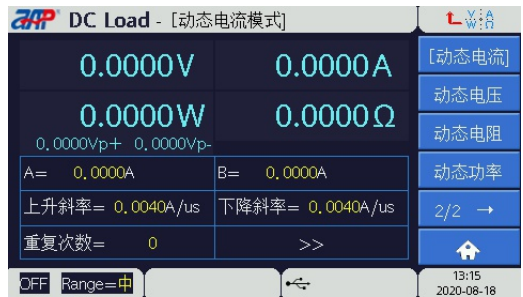 ZAP DC Load - [动态电流模式]
0.0000V 0.0000A
0.0000W 0.0000Ω
0.0000Vp+ 0.0000Vp-
A= 0.0000A B= 0.0000A
上升斜率= 0.0040A/us 下降斜率= 0.0040A/us
重复次数= 0 >>
OFF Range=中
V A
W Ω
[动态电流]
动态电压
动态电阻
动态功率
2/2 →
13:15
2020-08-18